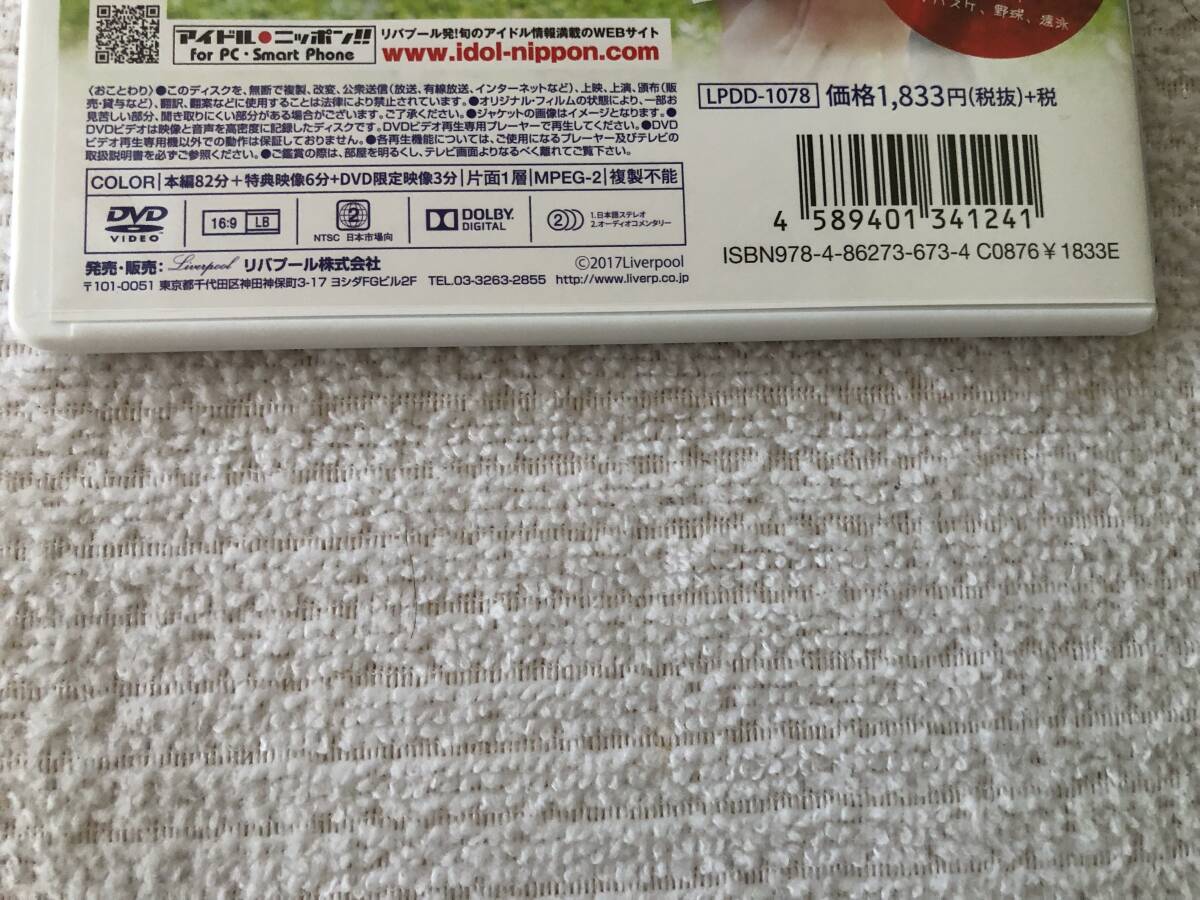 バスケ、野球、遠泳
アイドル●ニッポン!!
for PC・Smart Phone
リバプール発!旬のアイドル情報満載のWEBサイト
www.idol-nippon.com
〈おことわり〉●このディスクを、無断で複製、改変、公衆送信(放送、有線放送、インターネットなど)、上映、上演、頒布(販
売・貸与など)、翻訳、翻案などに使用することは法律により禁止されています。●オリジナル・フィルムの状態により、一部お
見苦しい部分、聞き取りにくい部分がある場合がございます。ご了承ください。●ジャケットの画像はイメージとなります。●
DVDビデオは映像と音声を高密度に記録したディスクです。DVDビデオ再生専用プレーヤーで再生してください。●DVD
ビデオ再生専用機以外での動作は保証しておりません。●各再生機能については、ご使用になるプレーヤー及びテレビの
取扱説明書を必ずご参照ください。●ご鑑賞の際は、部屋を明るくし、テレビ画面よりなるべく離れてご覧下さい。
LPDD-1078 価格1,833円(税抜)+税
COLOR 本編82分+特典映像6分+DVD限定映像3分 片面1層 MPEG-2 複製不能
DVD
VIDEO
16:9 LB
2
NTSC 日本市場向
DOLBY
DIGITAL
2
1.日本語ステレオ
2.オーディオコメンタリー
4 589401 341241
ISBN978-4-86273-673-4 C0876 ¥1833E
発売・販売: Liverpool リバプール株式会社
©2017Liverpool
〒101-0051 東京都千代田区神田神保町3-17 ヨシダFGビル2F TEL.03-3263-2855 http://www.liverp.co.jp